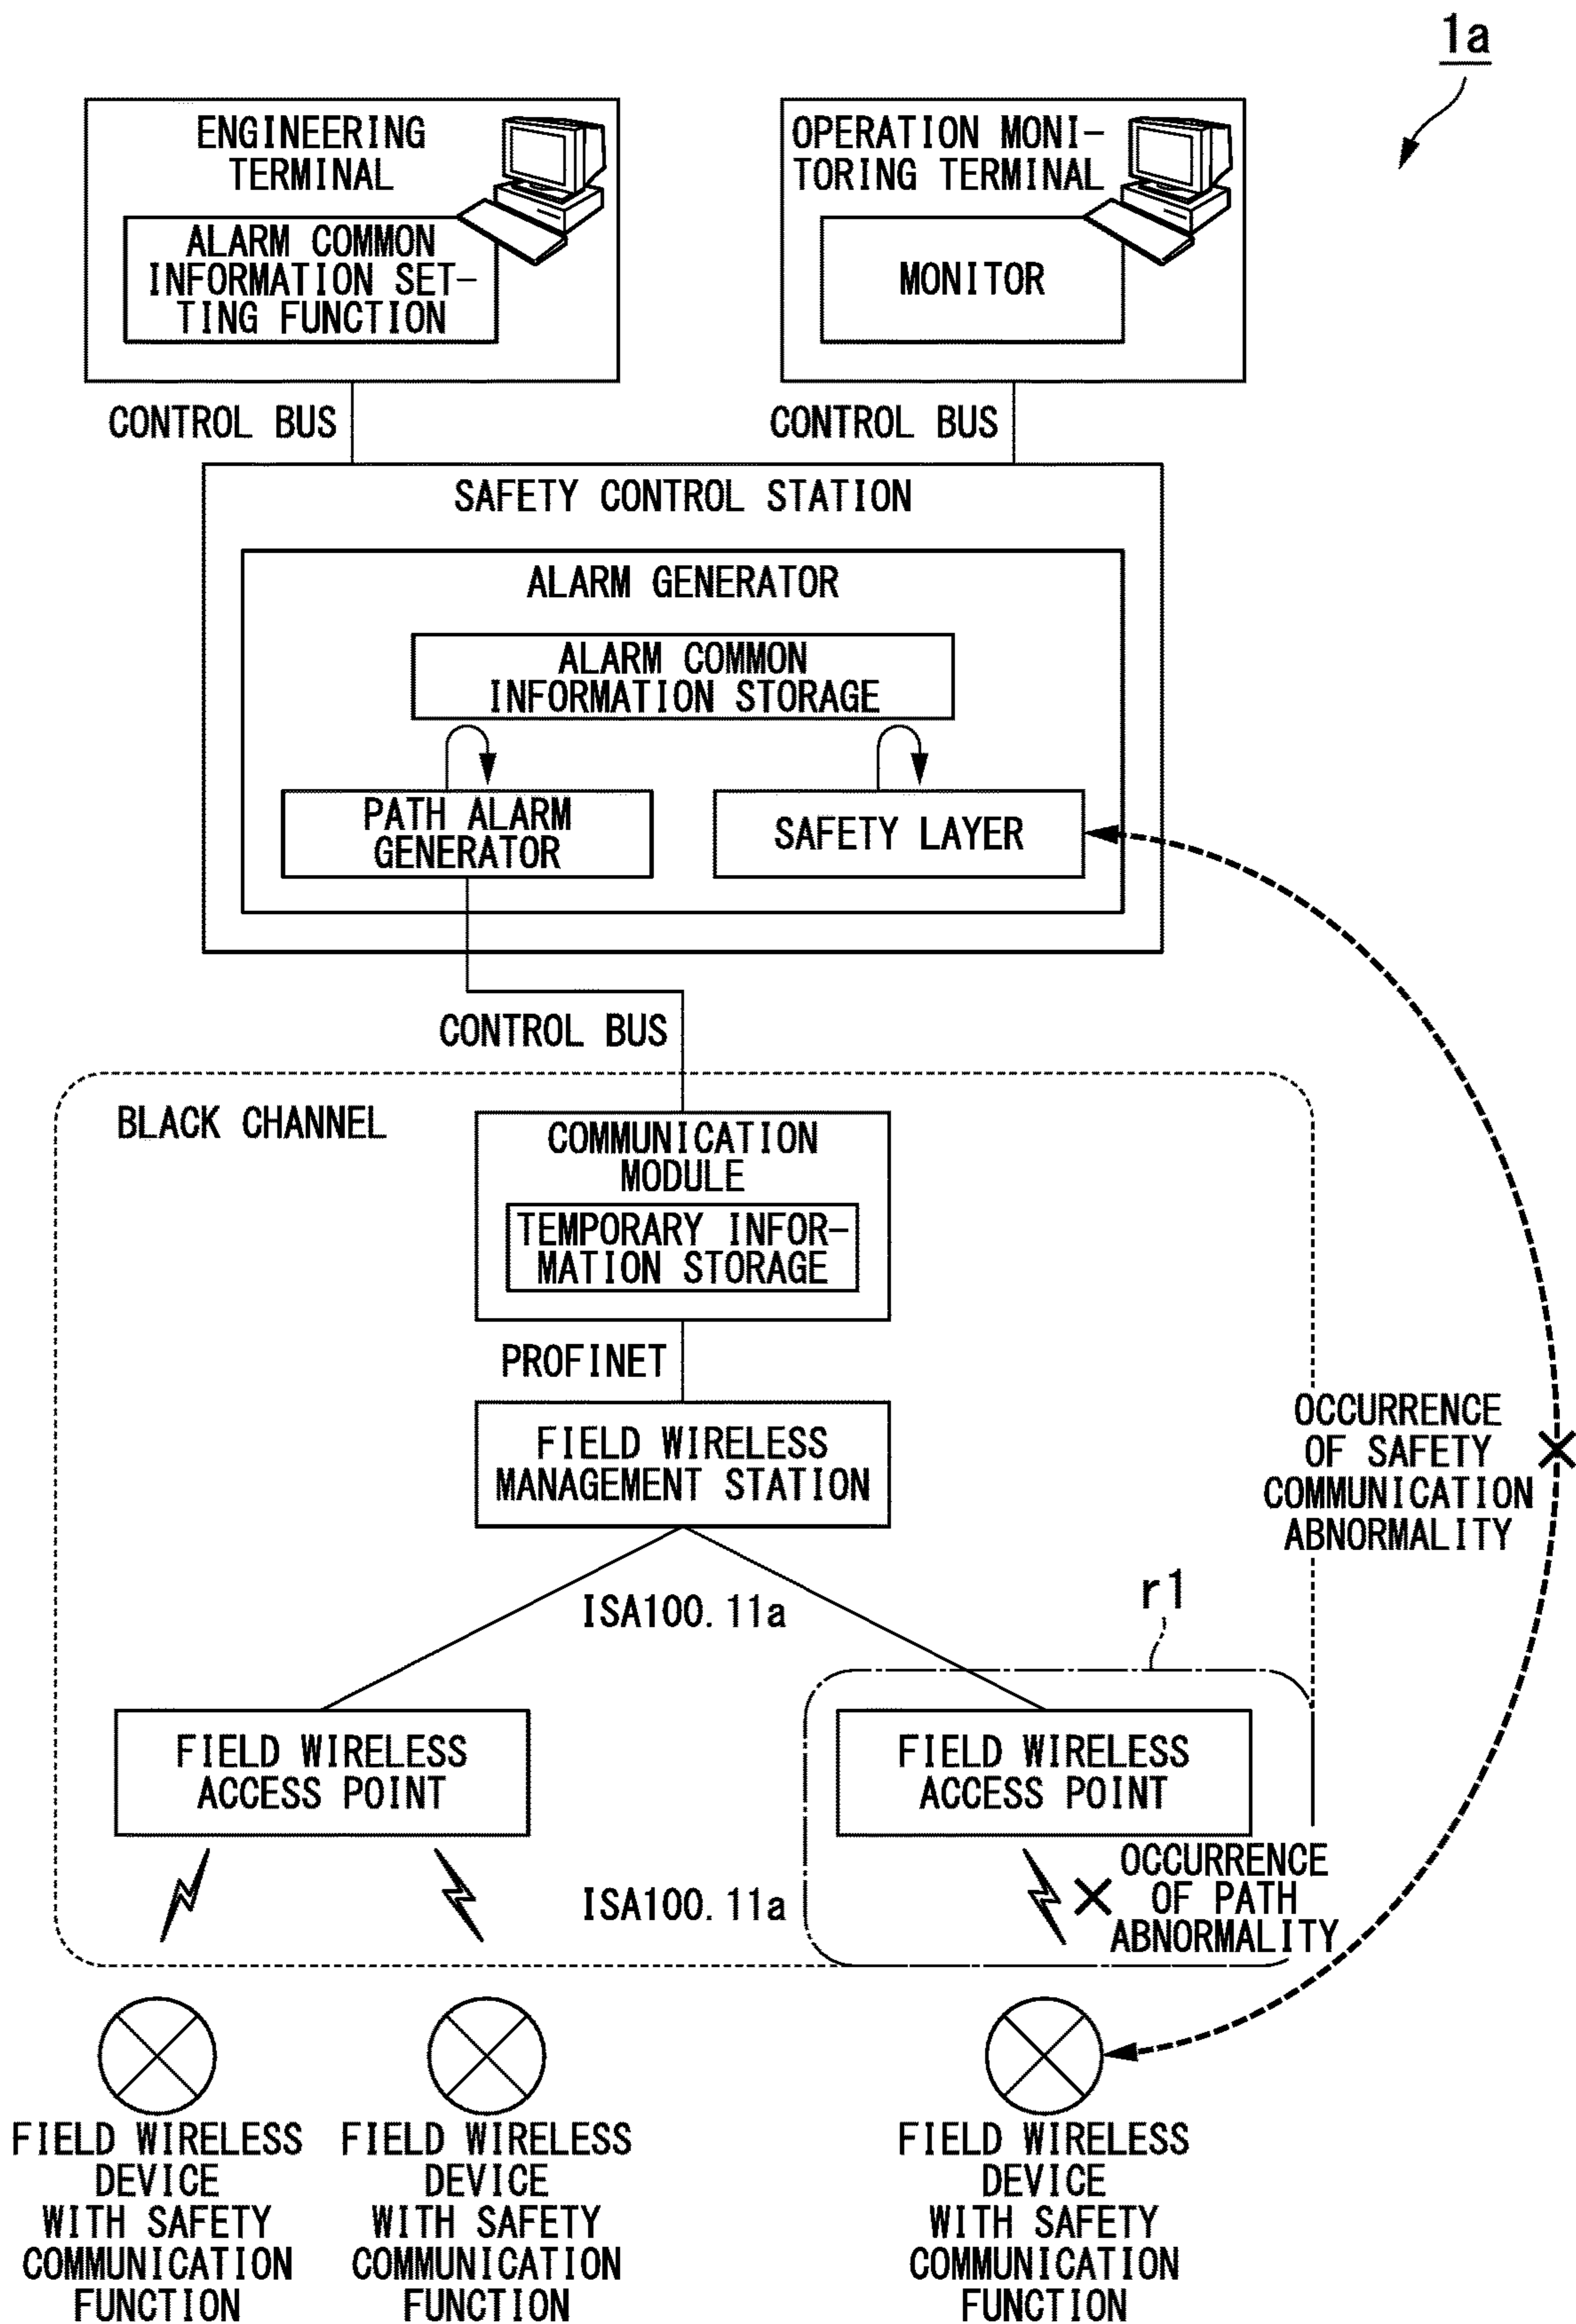 1a
ENGINEERING
TERMINAL
ALARM COMMON
INFORMATION SET-
TING FUNCTION
OPERATION MONI-
TORING TERMINAL
MONITOR
CONTROL BUS
CONTROL BUS
SAFETY CONTROL STATION
ALARM GENERATOR
ALARM COMMON
INFORMATION STORAGE
PATH ALARM
GENERATOR
SAFETY LAYER
CONTROL BUS
BLACK CHANNEL
COMMUNICATION
MODULE
TEMPORARY INFOR-
MATION STORAGE
PROFINET
FIELD WIRELESS
MANAGEMENT STATION
OCCURRENCE
OF SAFETY
COMMUNICATION
ABNORMALITY
ISA100.11a
r1
FIELD WIRELESS
ACCESS POINT
FIELD WIRELESS
ACCESS POINT
ISA100.11a
OCCURRENCE
OF PATH
ABNORMALITY
FIELD WIRELESS
DEVICE
WITH SAFETY
COMMUNICATION
FUNCTION
FIELD WIRELESS
DEVICE
WITH SAFETY
COMMUNICATION
FUNCTION
FIELD WIRELESS
DEVICE
WITH SAFETY
COMMUNICATION
FUNCTION